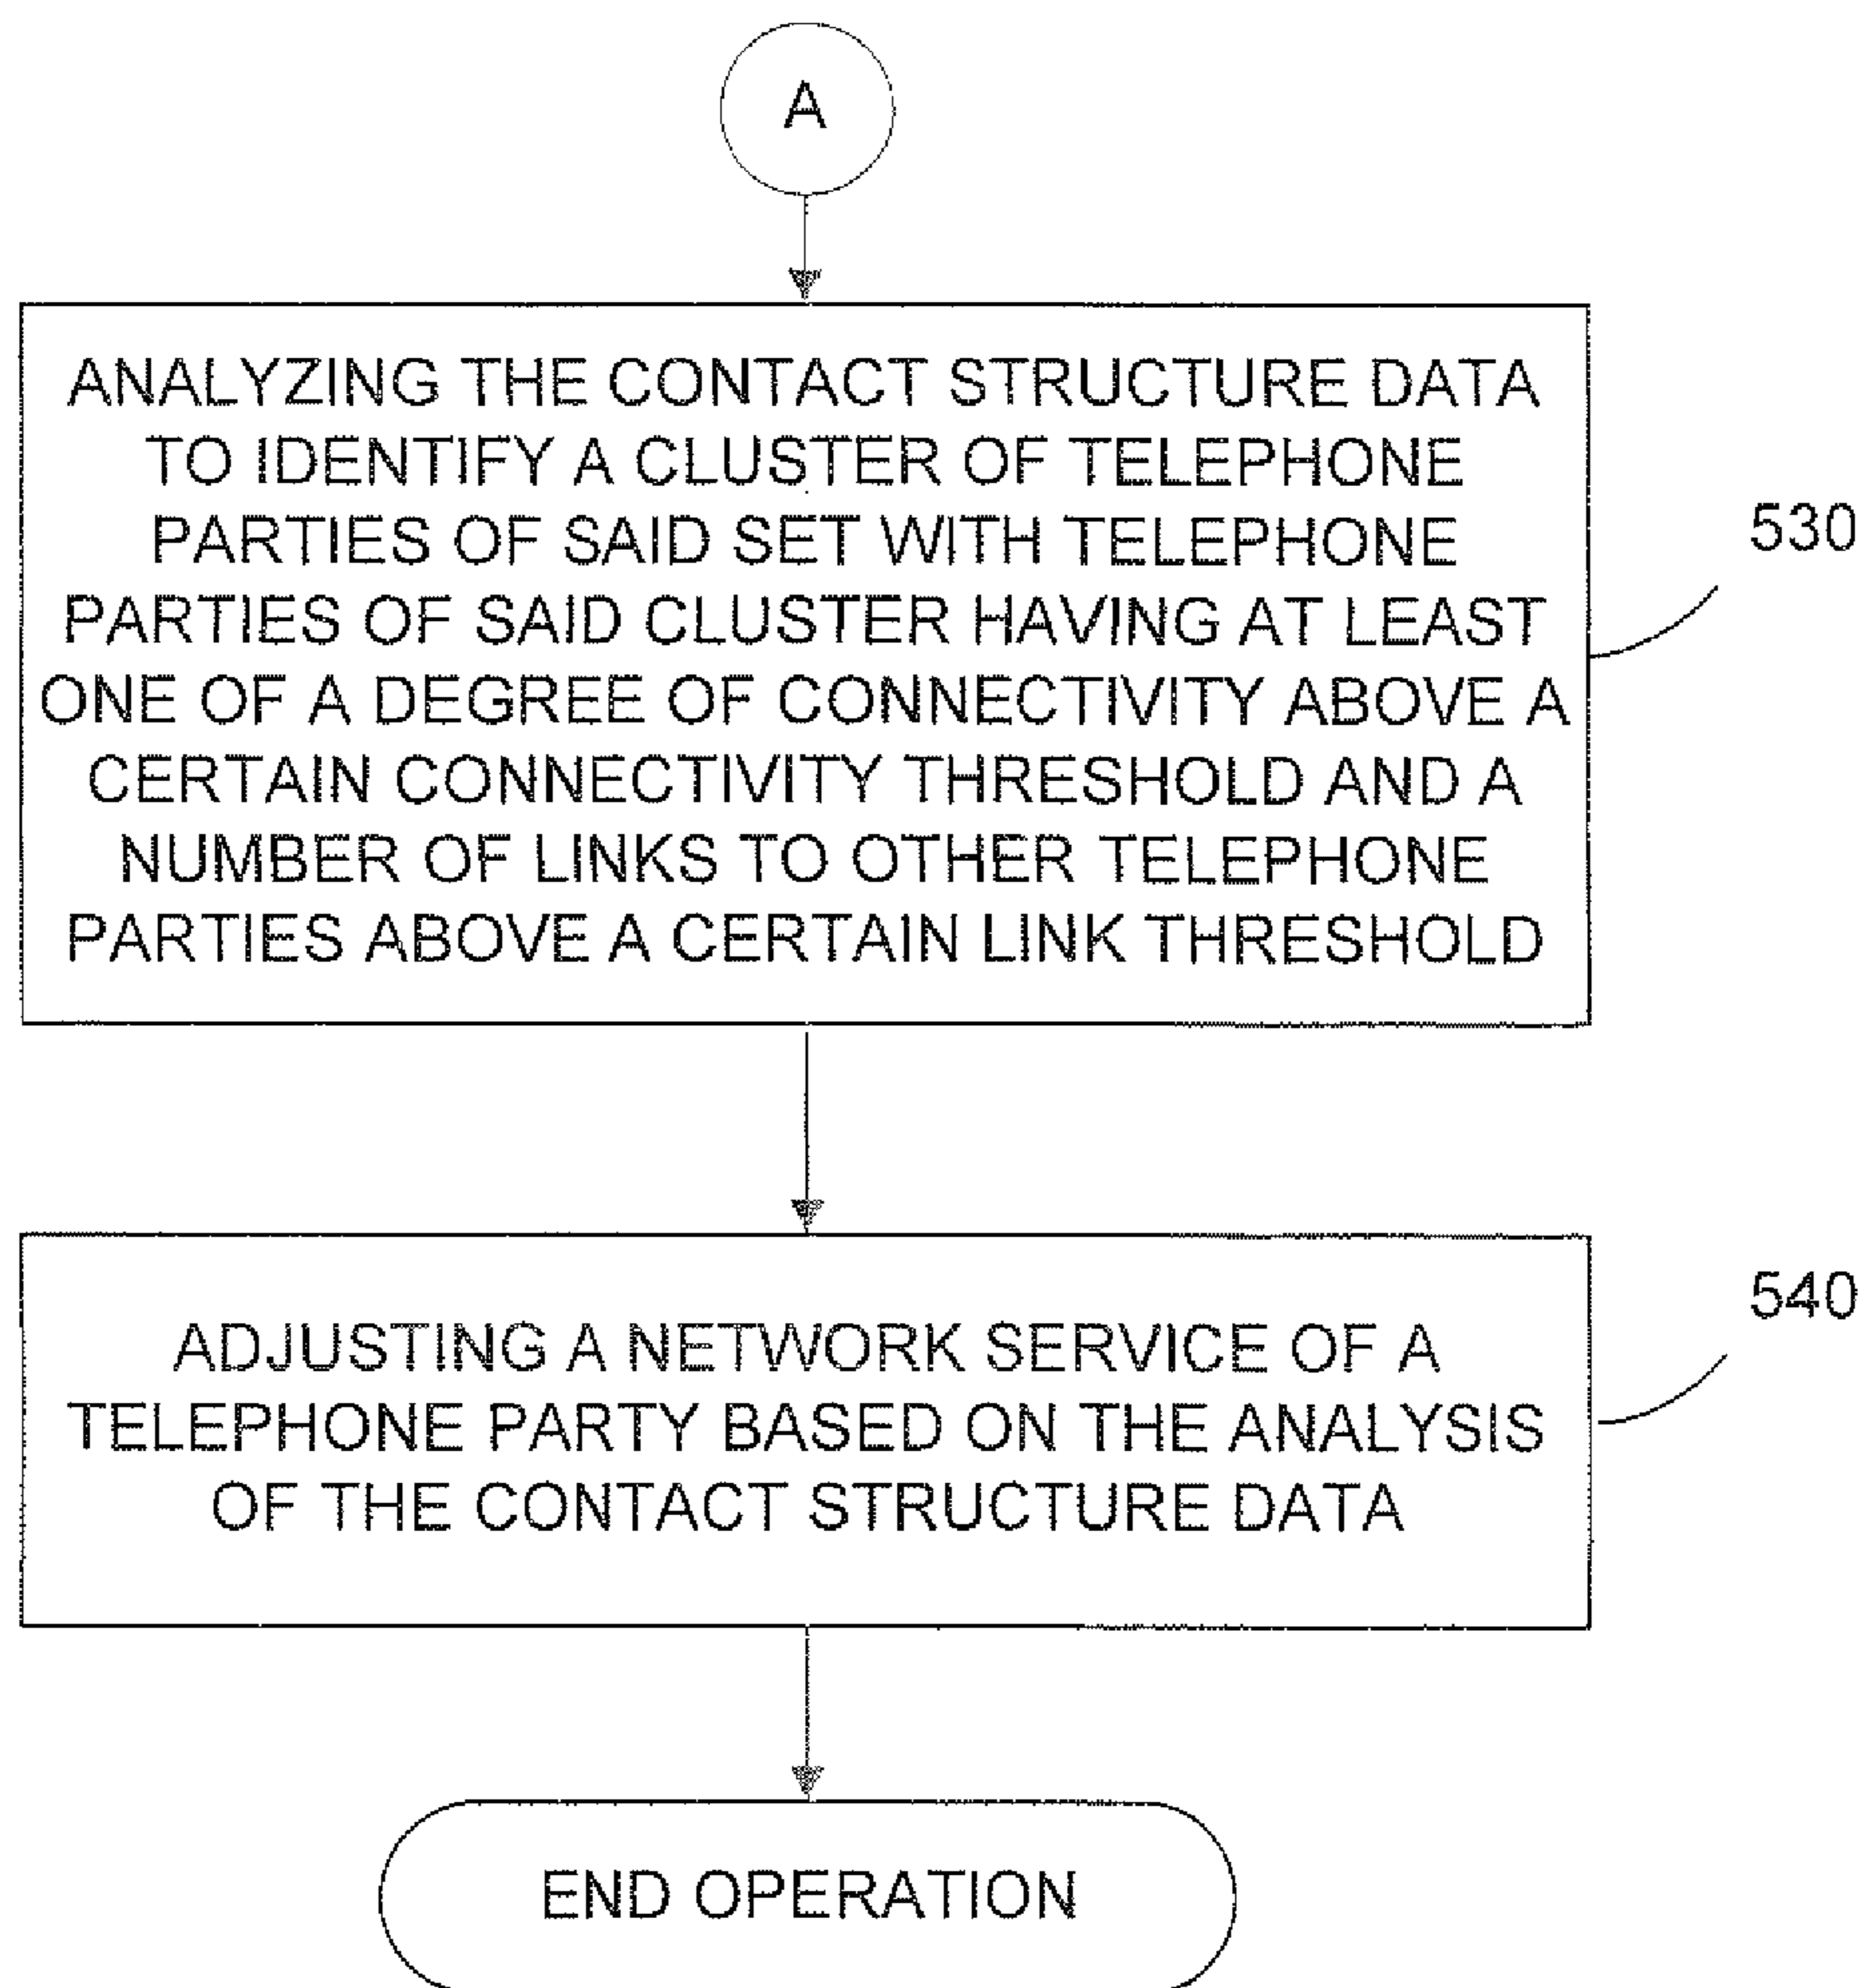 A
ANALYZING THE CONTACT STRUCTURE DATA
TO IDENTIFY A CLUSTER OF TELEPHONE
PARTIES OF SAID SET WITH TELEPHONE
PARTIES OF SAID CLUSTER HAVING AT LEAST
ONE OF A DEGREE OF CONNECTIVITY ABOVE A
CERTAIN CONNECTIVITY THRESHOLD AND A
NUMBER OF LINKS TO OTHER TELEPHONE
PARTIES ABOVE A CERTAIN LINK THRESHOLD
530
ADJUSTING A NETWORK SERVICE OF A
TELEPHONE PARTY BASED ON THE ANALYSIS
OF THE CONTACT STRUCTURE DATA
540
END OPERATION